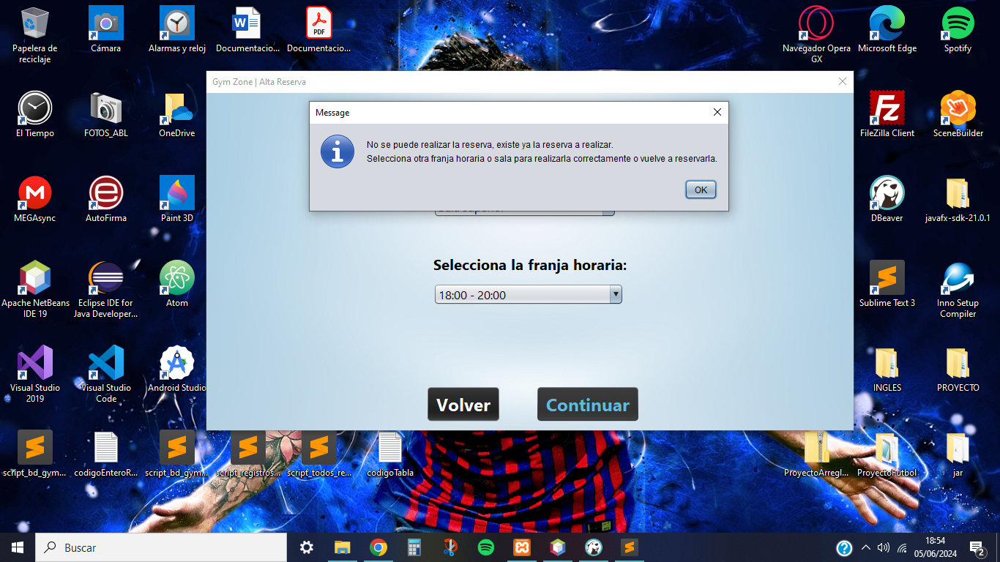 Papelera de
reciclaje
Cámara
Alarmas y reloj
Documentacio...
PDF
Documentacio...
Navegador Opera
GX
Microsoft Edge
Spotify
Gym Zone | Alta Reserva
Message
No se puede realizar la reserva, existe ya la reserva a realizar.
Selecciona otra franja horaria o sala para realizarla correctamente o vuelve a reservarla.
OK
El Tiempo
FOTOS_ABL
OneDrive
FileZilla Client
SceneBuilder
MEGAsync
AutoFirma
Paint 3D
DBeaver
javafx-sdk-21.0.1
Selecciona la franja horaria:
18:00 - 20:00
Apache NetBeans
IDE 19
Eclipse IDE for
Java Developer...
Atom
Sublime Text 3
Inno Setup
Compiler
Visual Studio
2019
Visual Studio
Code
Android Studio
INGLES
PROYECTO
Volver
Continuar
script_bd_gym...
codigoEnteroR...
script_bd_gym...
script_registros...
script_todos_re...
codigoTabla
ProyectoArregl...
ProyectoFutbol
jar
Buscar
18:54
05/06/2024
2